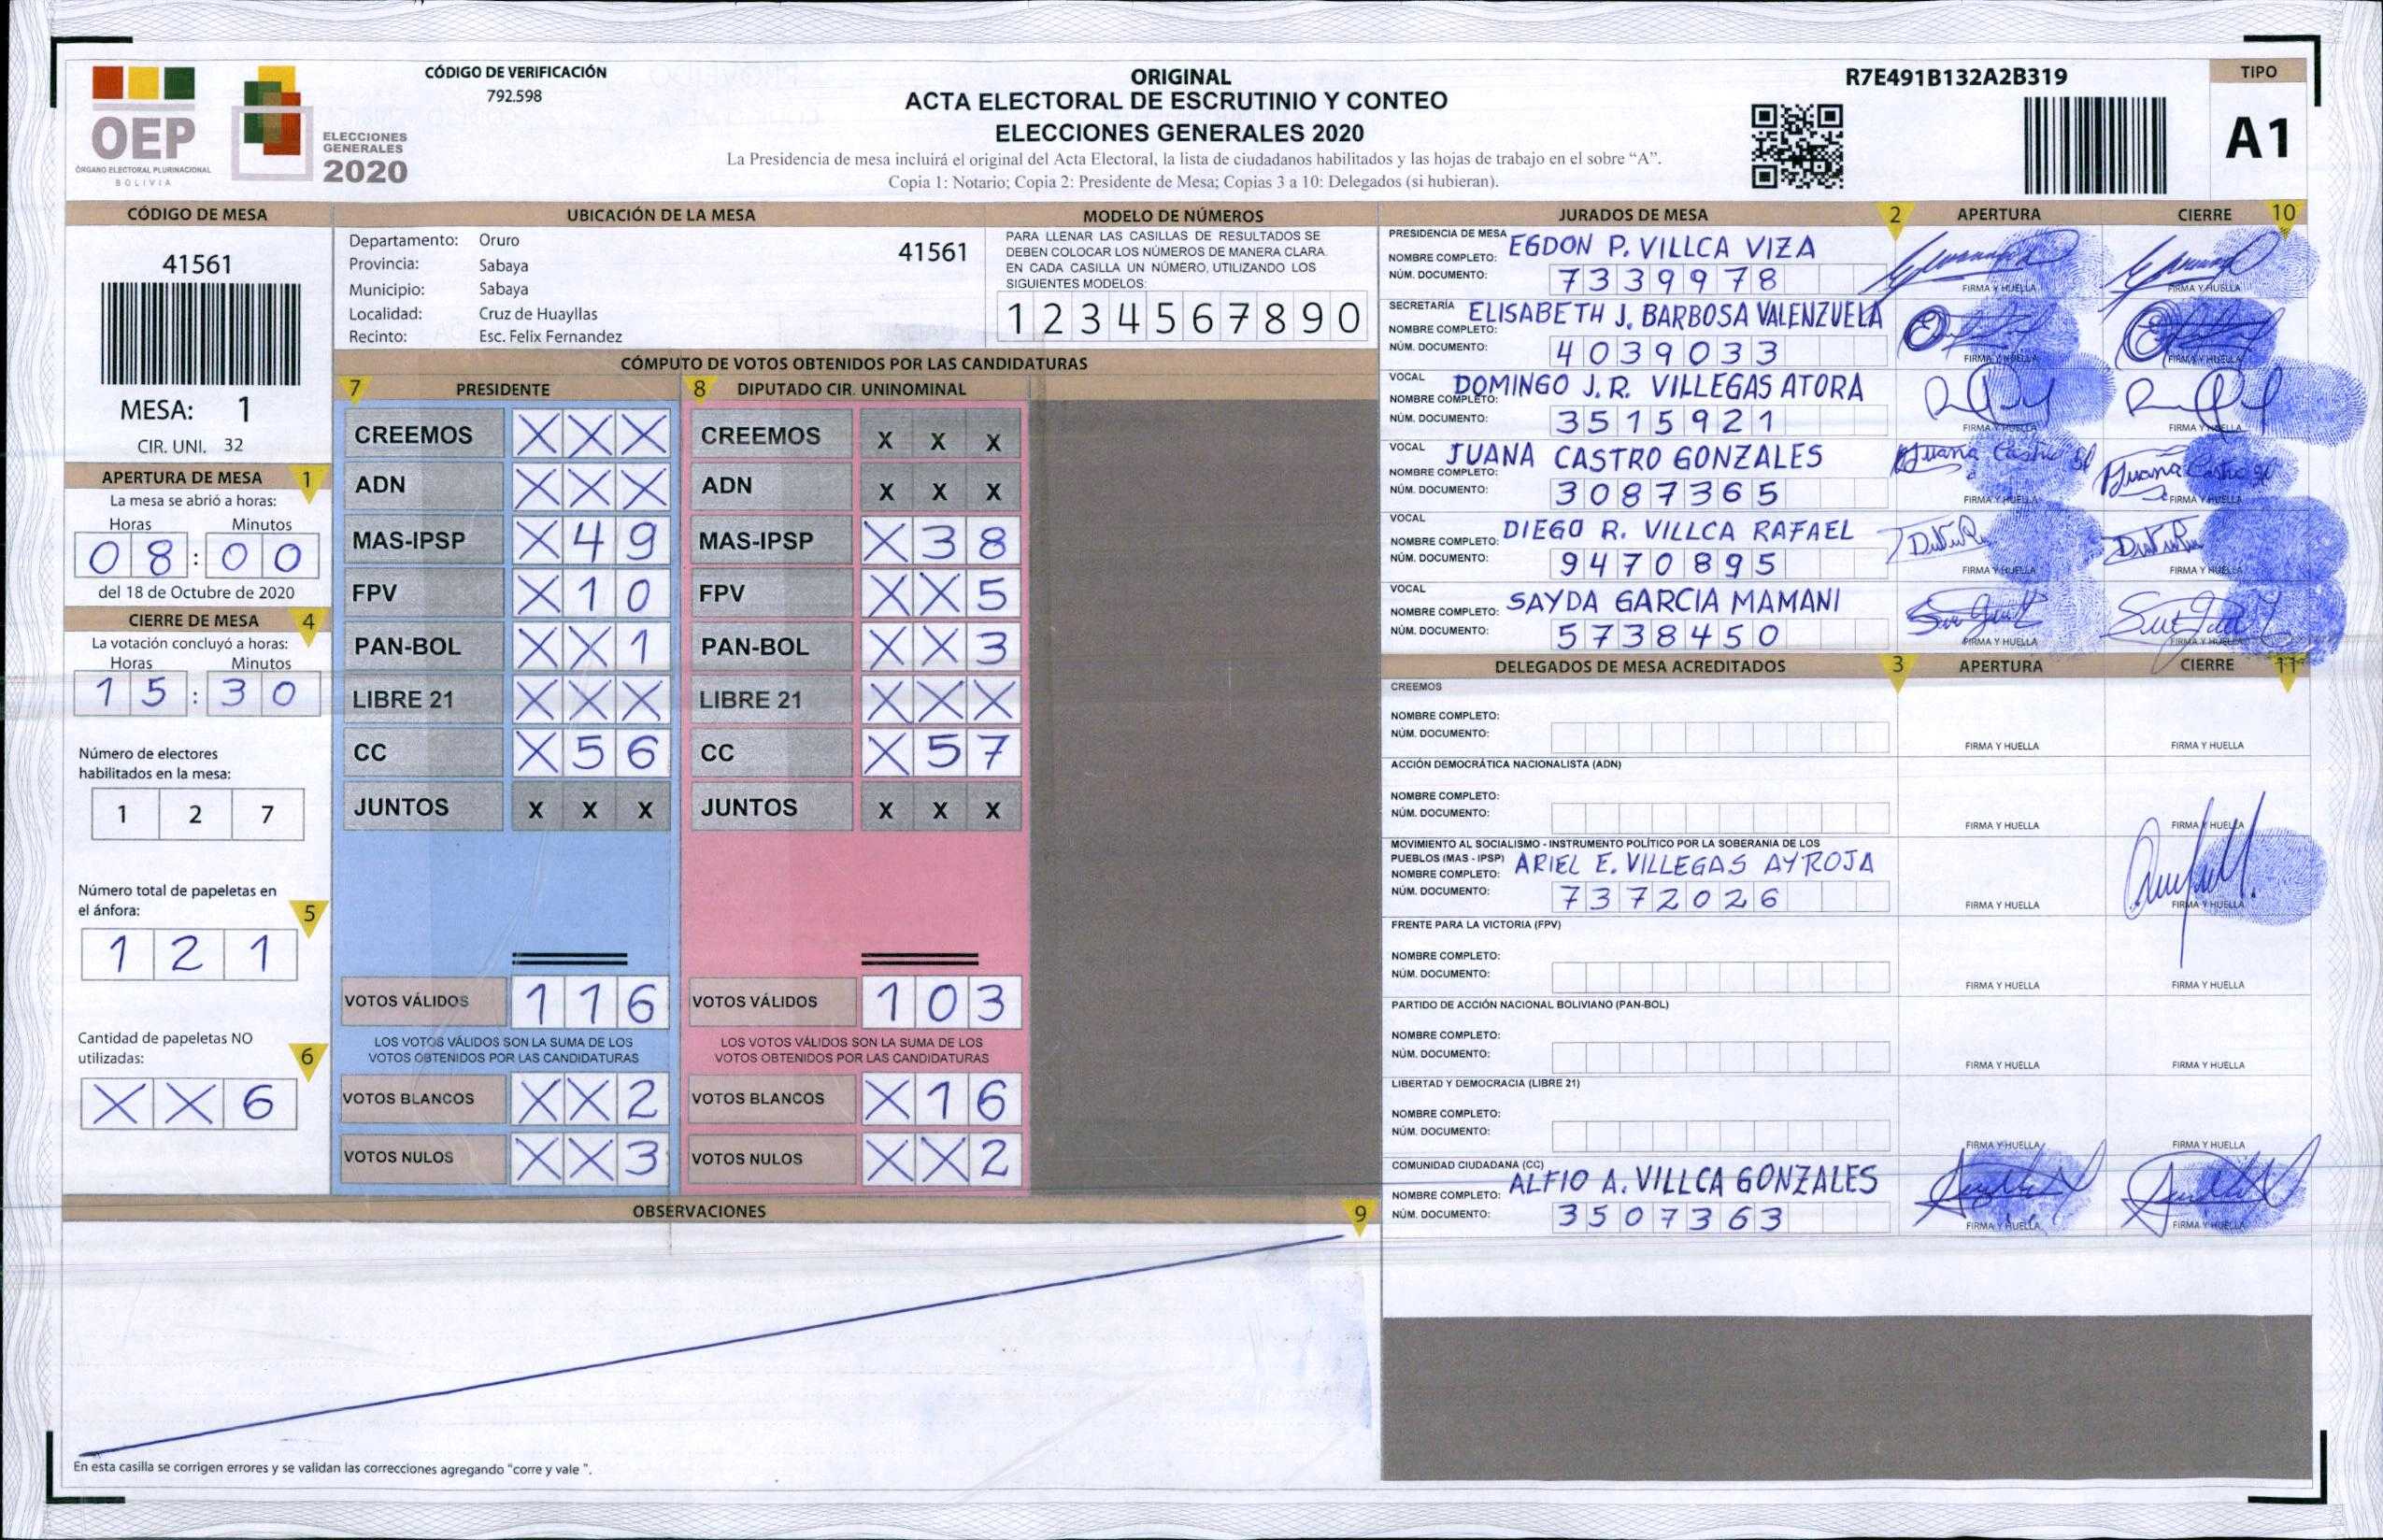 OEP
ÓRGANO ELECTORAL PLURINACIONAL
BOLIVIA
ELECCIONES
GENERALES
2020
CÓDIGO DE VERIFICACIÓN
792.598
ORIGINAL
ACTA ELECTORAL DE ESCRUTINIO Y CONTEO
ELECCIONES GENERALES 2020
La Presidencia de mesa incluirá el original del Acta Electoral, la lista de ciudadanos habilitados y las hojas de trabajo en el sobre “A”.
Copia 1: Notario; Copia 2: Presidente de Mesa; Copias 3 a 10: Delegados (si hubieran).
R7E491B132A2B319
TIPO
A1
CÓDIGO DE MESA
41561
MESA: 1
CIR. UNI. 32
APERTURA DE MESA 1
La mesa se abrió a horas:
Horas Minutos
0 8 : 0 0
del 18 de Octubre de 2020
CIERRE DE MESA 4
La votación concluyó a horas:
Horas Minutos
1 5 : 3 0
Número de electores
habilitados en la mesa:
1 2 7
Número total de papeletas en
el ánfora: 5
1 2 1
Cantidad de papeletas NO
utilizadas: 6
X X 6
UBICACIÓN DE LA MESA
Departamento: Oruro
41561
Provincia: Sabaya
Municipio: Sabaya
Localidad: Cruz de Huayllas
Recinto: Esc. Felix Fernandez
MODELO DE NÚMEROS
PARA LLENAR LAS CASILLAS DE RESULTADOS SE
DEBEN COLOCAR LOS NÚMEROS DE MANERA CLARA.
EN CADA CASILLA UN NÚMERO, UTILIZANDO LOS
SIGUIENTES MODELOS:
1 2 3 4 5 6 7 8 9 0
CÓMPUTO DE VOTOS OBTENIDOS POR LAS CANDIDATURAS
7 PRESIDENTE
CREEMOS X X X
ADN X X X
MAS-IPSP X 4 9
FPV X 1 0
PAN-BOL X X 1
LIBRE 21 X X X
CC X 5 6
JUNTOS X X X
VOTOS VÁLIDOS 1 1 6
LOS VOTOS VÁLIDOS SON LA SUMA DE LOS
VOTOS OBTENIDOS POR LAS CANDIDATURAS
VOTOS BLANCOS X X 2
VOTOS NULOS X X 3
8 DIPUTADO CIR. UNINOMINAL
CREEMOS X X X
ADN X X X
MAS-IPSP X 3 8
FPV X X 5
PAN-BOL X X 3
LIBRE 21 X X X
CC X 5 7
JUNTOS X X X
VOTOS VÁLIDOS 1 0 3
LOS VOTOS VÁLIDOS SON LA SUMA DE LOS
VOTOS OBTENIDOS POR LAS CANDIDATURAS
VOTOS BLANCOS X 1 6
VOTOS NULOS X X 2
OBSERVACIONES 9
En esta casilla se corrigen errores y se validan las correcciones agregando "corre y vale ".
JURADOS DE MESA 2 APERTURA CIERRE 10
PRESIDENCIA DE MESA
NOMBRE COMPLETO: EGDON P. VILLCA VIZA
NÚM. DOCUMENTO: 7339978
FIRMA Y HUELLA FIRMA Y HUELLA
SECRETARÍA
NOMBRE COMPLETO: ELISABETH J. BARBOSA VALENZUELA
NÚM. DOCUMENTO: 4039033
FIRMA Y HUELLA FIRMA Y HUELLA
VOCAL
NOMBRE COMPLETO: DOMINGO J. R. VILLEGAS ATORA
NÚM. DOCUMENTO: 3515921
FIRMA Y HUELLA FIRMA Y HUELLA
VOCAL
NOMBRE COMPLETO: JUANA CASTRO GONZALES
NÚM. DOCUMENTO: 3087365
Juana Castro Juana Castro
FIRMA Y HUELLA FIRMA Y HUELLA
VOCAL
NOMBRE COMPLETO: DIEGO R. VILLCA RAFAEL
NÚM. DOCUMENTO: 9470895
FIRMA Y HUELLA FIRMA Y HUELLA
VOCAL
NOMBRE COMPLETO: SAYDA GARCIA MAMANI
NÚM. DOCUMENTO: 5738450
FIRMA Y HUELLA FIRMA Y HUELLA
DELEGADOS DE MESA ACREDITADOS 3 APERTURA CIERRE 11
CREEMOS
NOMBRE COMPLETO:
NÚM. DOCUMENTO:
FIRMA Y HUELLA FIRMA Y HUELLA
ACCIÓN DEMOCRÁTICA NACIONALISTA (ADN)
NOMBRE COMPLETO:
NÚM. DOCUMENTO:
FIRMA Y HUELLA FIRMA Y HUELLA
MOVIMIENTO AL SOCIALISMO - INSTRUMENTO POLÍTICO POR LA SOBERANIA DE LOS
PUEBLOS (MAS - IPSP)
NOMBRE COMPLETO: ARIEL E. VILLEGAS AYROJA
NÚM. DOCUMENTO: 7372026
FIRMA Y HUELLA FIRMA Y HUELLA
FRENTE PARA LA VICTORIA (FPV)
NOMBRE COMPLETO:
NÚM. DOCUMENTO:
FIRMA Y HUELLA FIRMA Y HUELLA
PARTIDO DE ACCIÓN NACIONAL BOLIVIANO (PAN-BOL)
NOMBRE COMPLETO:
NÚM. DOCUMENTO:
FIRMA Y HUELLA FIRMA Y HUELLA
LIBERTAD Y DEMOCRACIA (LIBRE 21)
NOMBRE COMPLETO:
NÚM. DOCUMENTO:
FIRMA Y HUELLA FIRMA Y HUELLA
COMUNIDAD CIUDADANA (CC)
NOMBRE COMPLETO: ALFIO A. VILLCA GONZALES
NÚM. DOCUMENTO: 3507363
FIRMA Y HUELLA FIRMA Y HUELLA